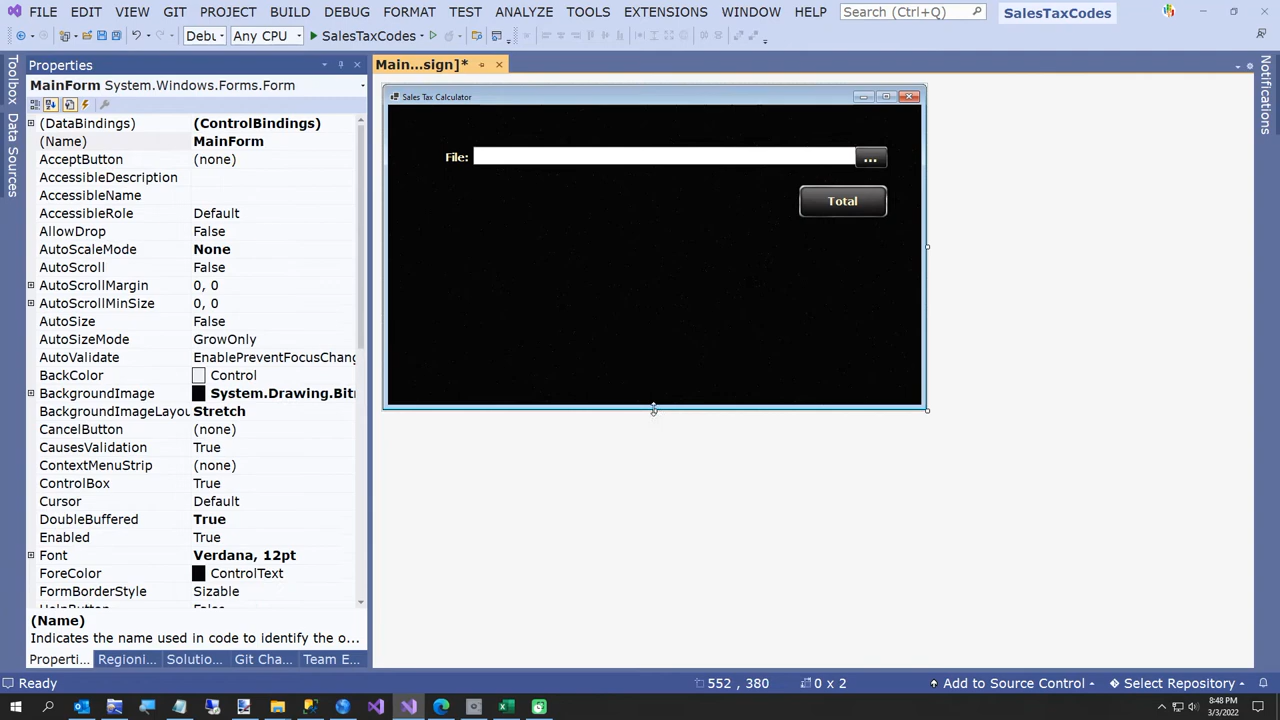 FILE EDIT VIEW GIT PROJECT BUILD DEBUG FORMAT TEST ANALYZE TOOLS EXTENSIONS WINDOW HELP Search (Ctrl+Q) SalesTaxCodes
Debu Any CPU SalesTaxCodes
Toolbox
Data Sources
Notifications
Properties
Main...sign]*
MainForm System.Windows.Forms.Form
(DataBindings) (ControlBindings)
(Name) MainForm
AcceptButton (none)
AccessibleDescription
AccessibleName
AccessibleRole Default
AllowDrop False
AutoScaleMode None
AutoScroll False
AutoScrollMargin 0, 0
AutoScrollMinSize 0, 0
AutoSize False
AutoSizeMode GrowOnly
AutoValidate EnablePreventFocusChang
BackColor Control
BackgroundImage System.Drawing.Bitr
BackgroundImageLayou Stretch
CancelButton (none)
CausesValidation True
ContextMenuStrip (none)
ControlBox True
Cursor Default
DoubleBuffered True
Enabled True
Font Verdana, 12pt
ForeColor ControlText
FormBorderStyle Sizable
HelpButton False
(Name)
Indicates the name used in code to identify the o...
Properti... Regioni... Solutio... Git Cha... Team E...
Sales Tax Calculator
File: ...
Total
Ready 552 , 380 0 x 2 Add to Source Control Select Repository
8:48 PM
3/3/2022